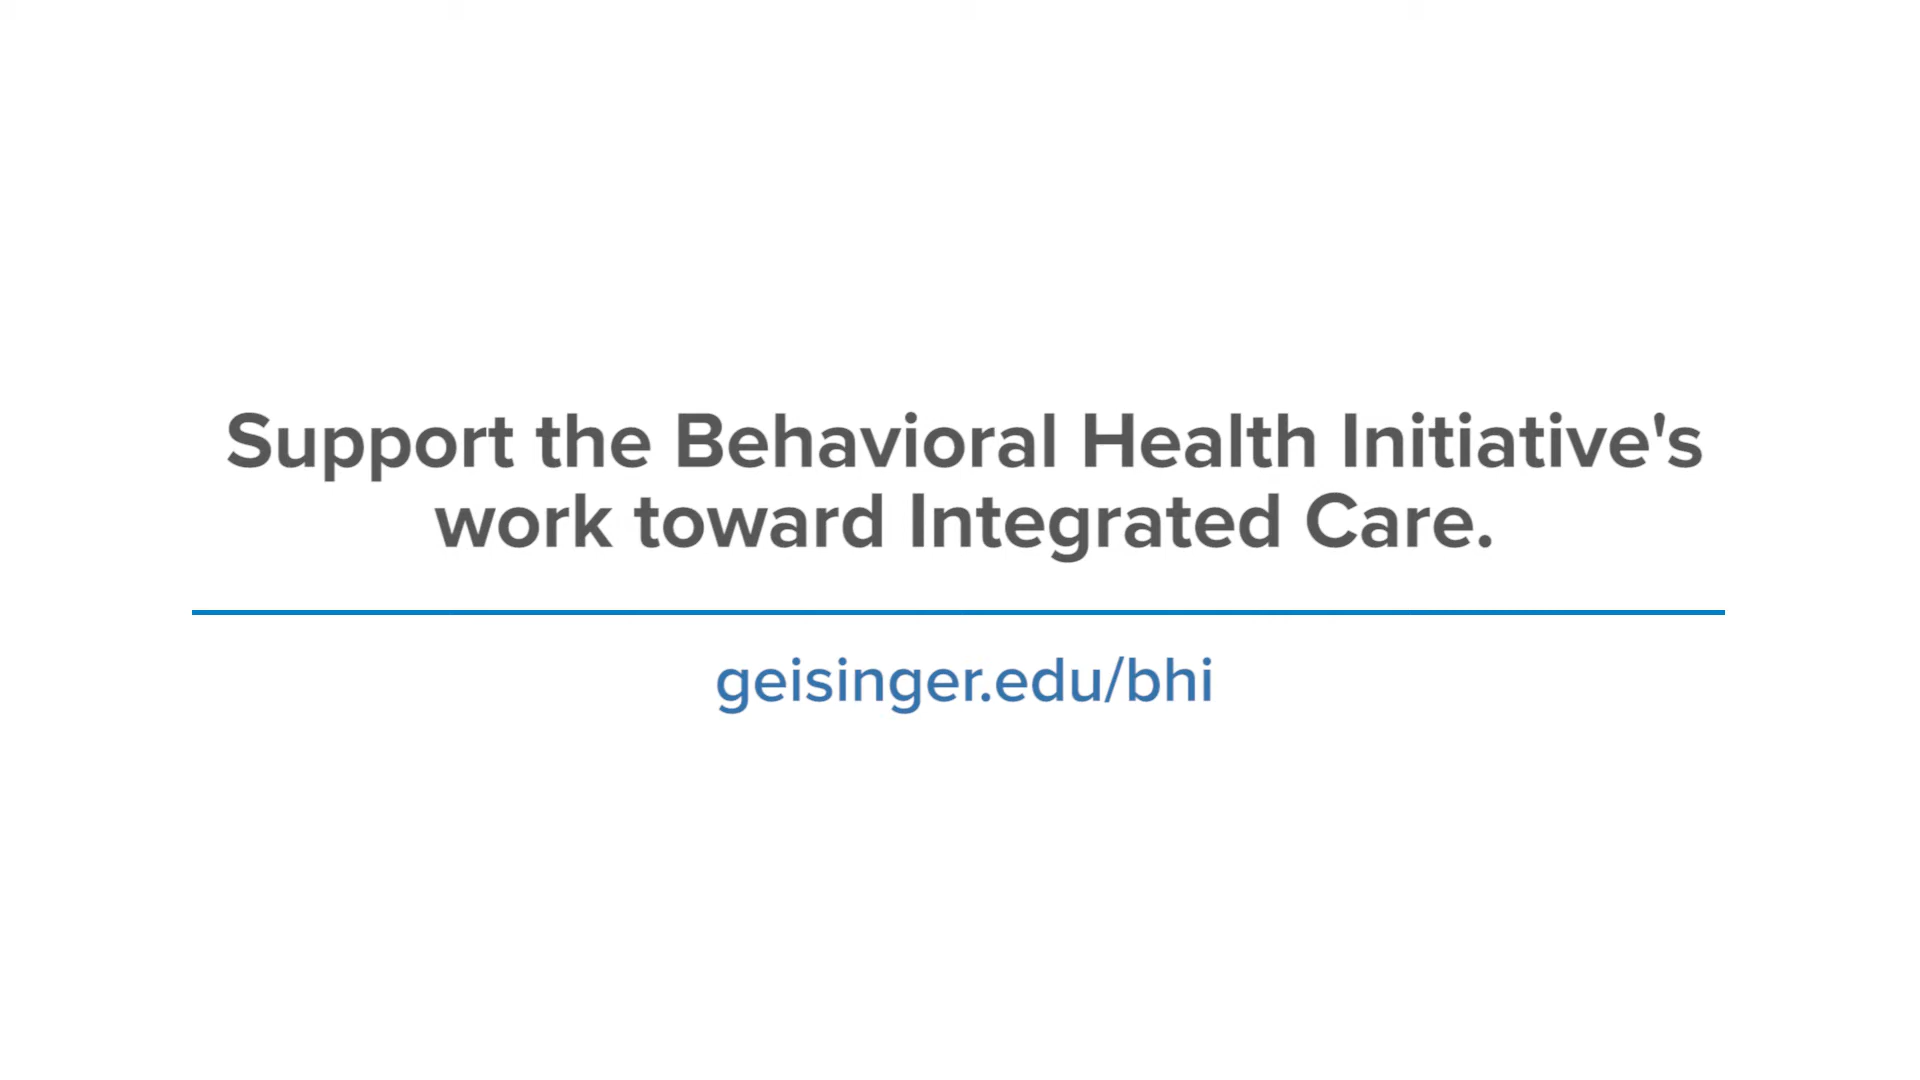 Support the Behavioral Health Initiative's
work toward Integrated Care.
geisinger.edu/bhi